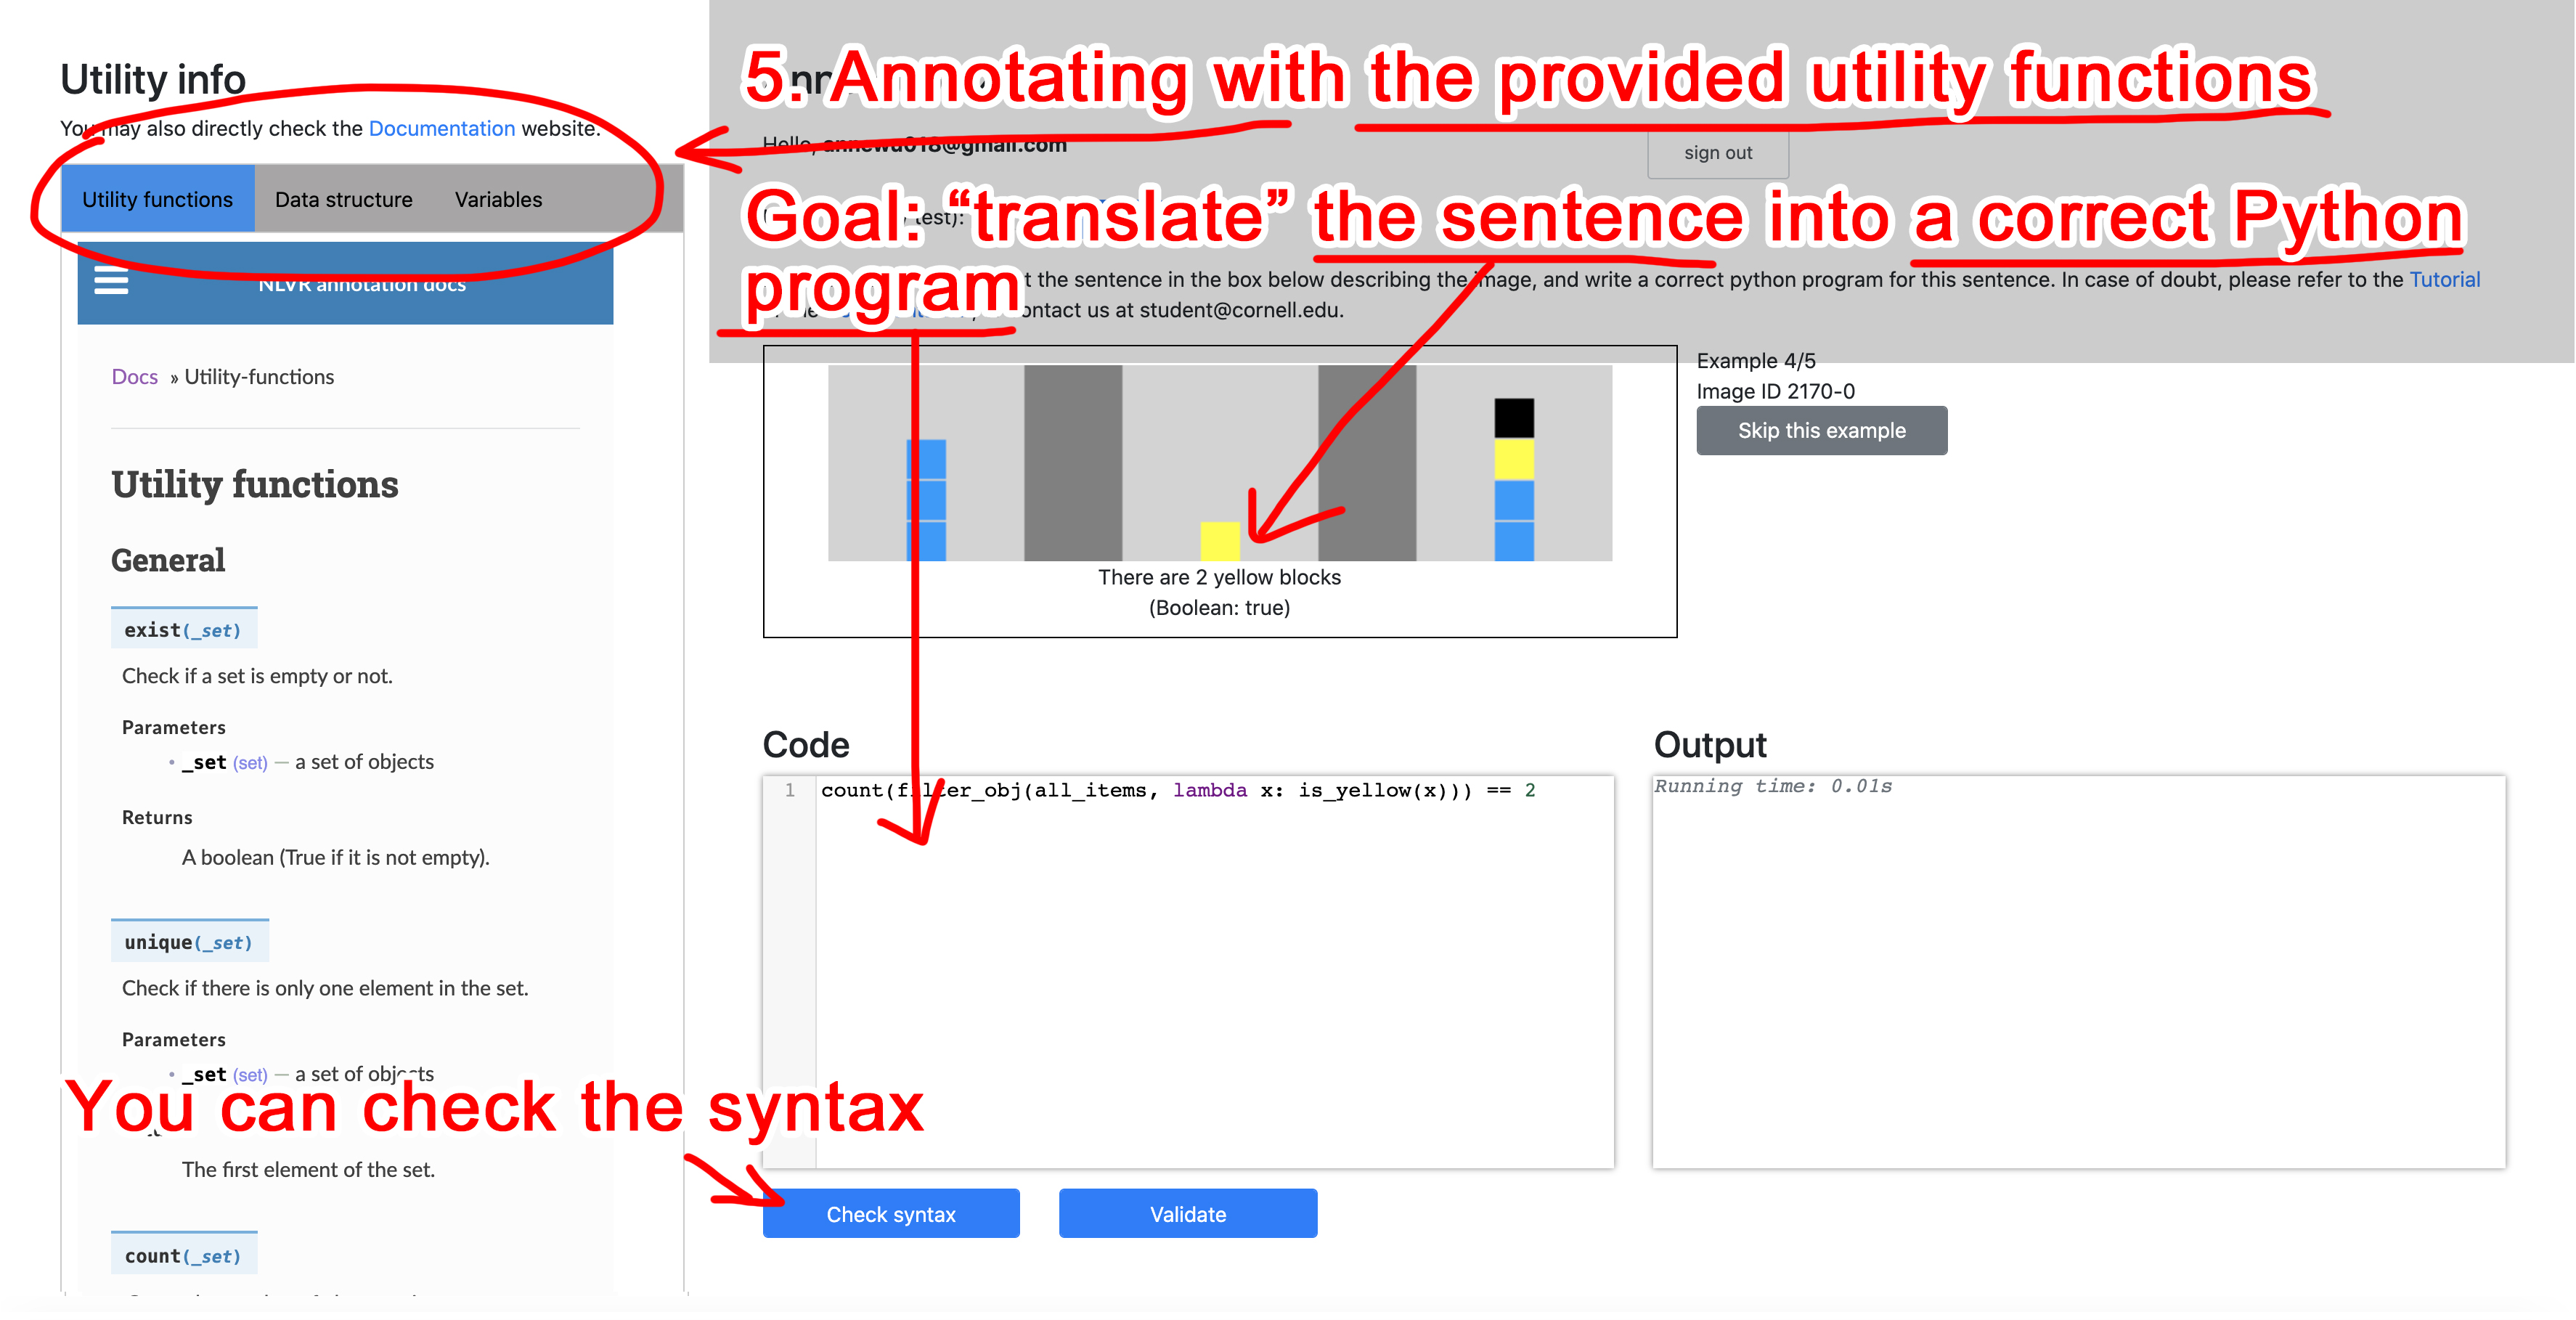 Utility info
You may also directly check the Documentation website.
Utility functions
Data structure
Variables
NLVR annotation docs
Docs » Utility-functions
Utility functions
General
exist(_set)
Check if a set is empty or not.
Parameters
• _set (set) — a set of objects
Returns
A boolean (True if it is not empty).
unique(_set)
Check if there is only one element in the set.
Parameters
• _set (set) — a set of objects
The first element of the set.
count(_set)
5. Annotating with the provided utility functions
Hello, annewu018@gmail.com
sign out
Goal: “translate” the sentence into a correct Python
program
test):
the sentence in the box below describing the image, and write a correct python program for this sentence. In case of doubt, please refer to the Tutorial
contact us at student@cornell.edu.
Example 4/5
Image ID 2170-0
Skip this example
There are 2 yellow blocks
(Boolean: true)
Code
1 count(filter_obj(all_items, lambda x: is_yellow(x))) == 2
Output
Running time: 0.01s
You can check the syntax
Check syntax
Validate